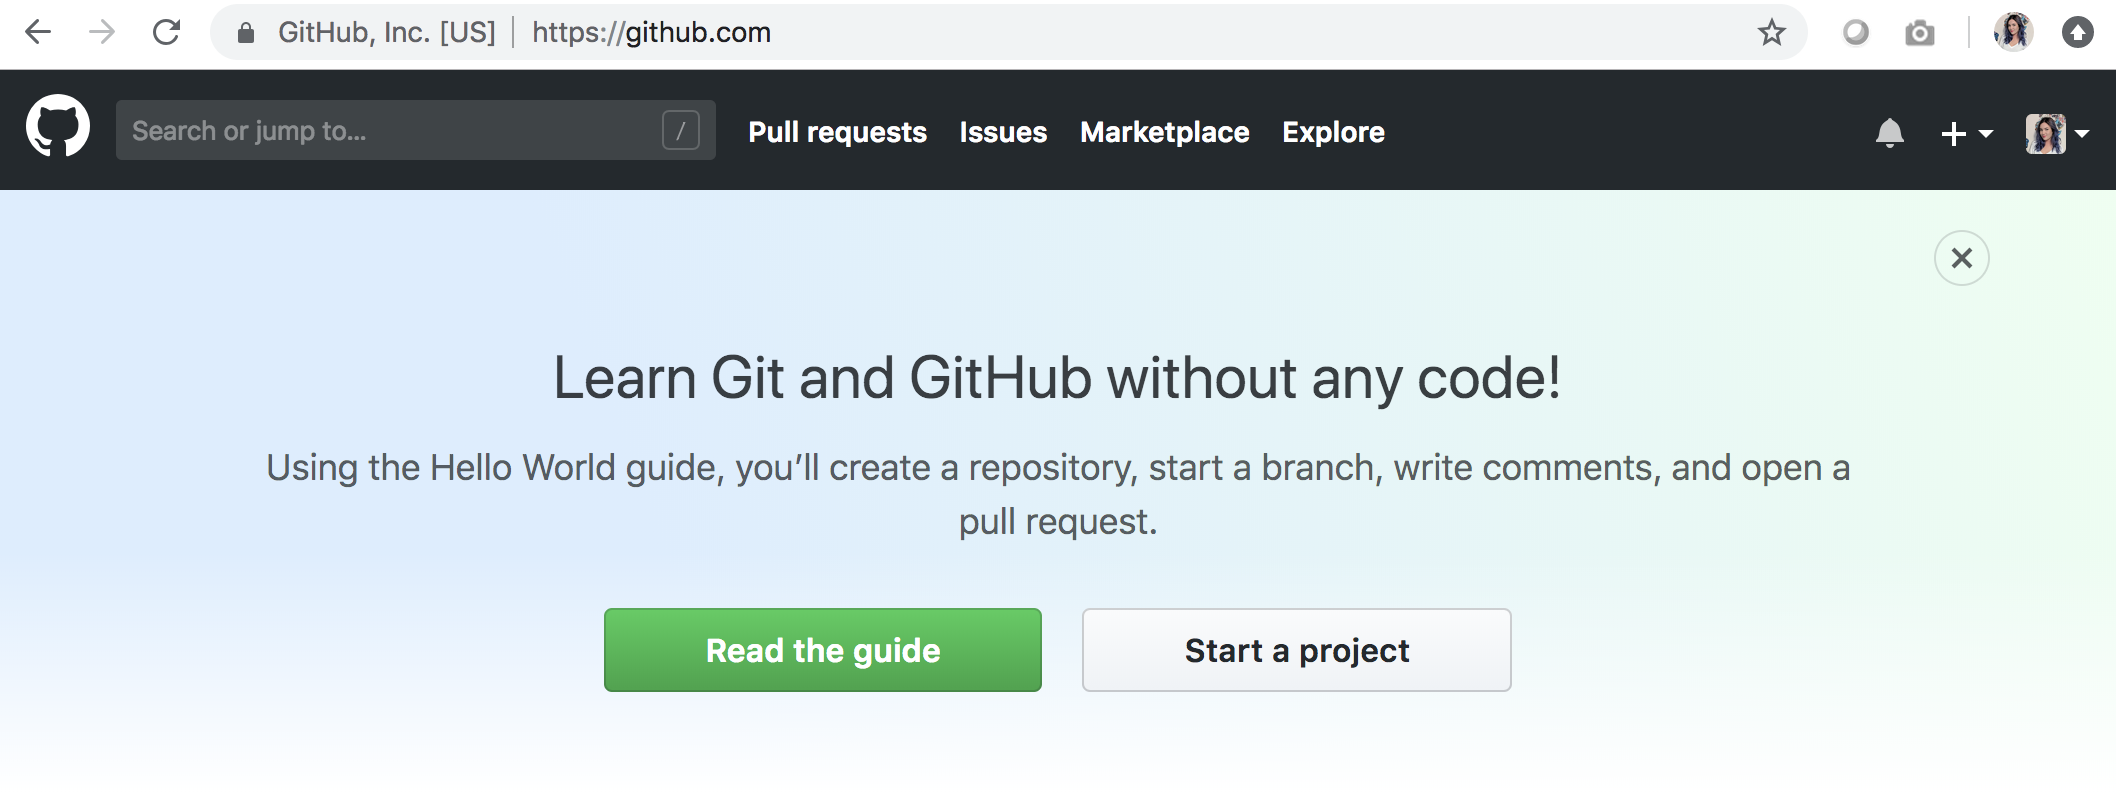 GitHub, Inc. [US] https://github.com
Search or jump to... / Pull requests Issues Marketplace Explore
Learn Git and GitHub without any code!
Using the Hello World guide, you’ll create a repository, start a branch, write comments, and open a
pull request.
Read the guide Start a project